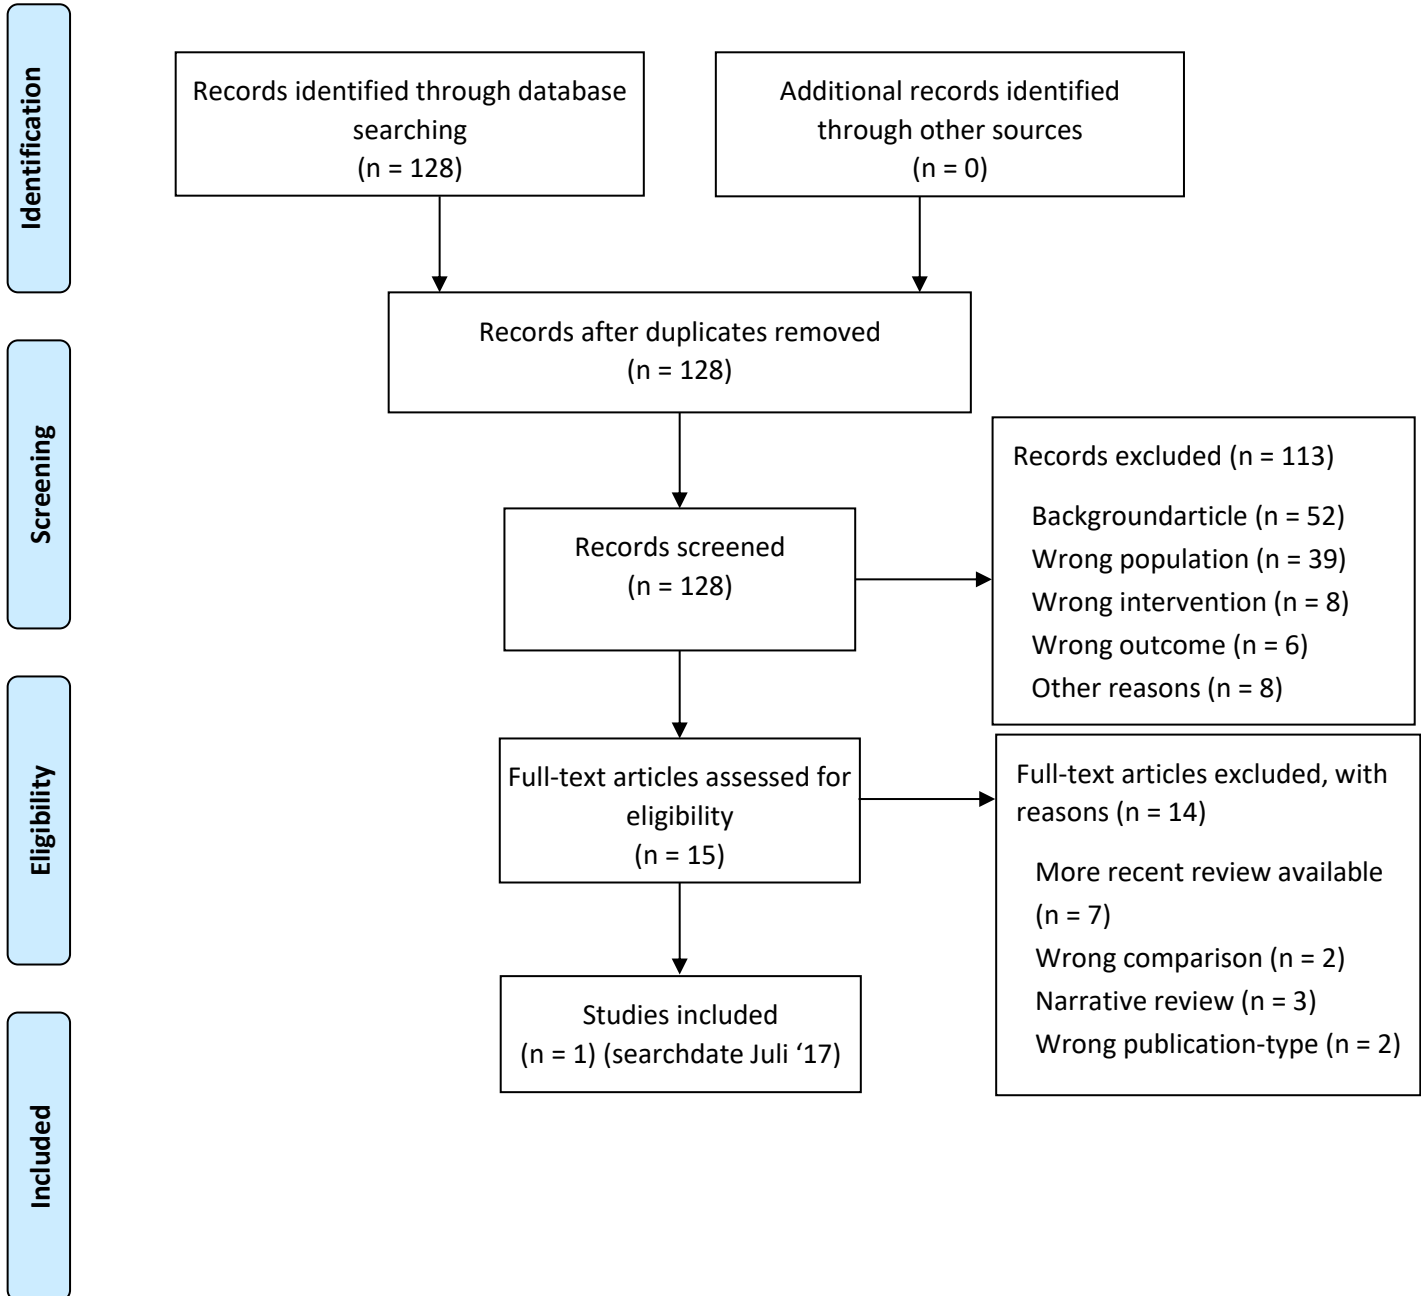 Identification
Records identified through database
searching
(n = 128)
Additional records identified
through other sources
(n = 0)
Records after duplicates removed
(n = 128)
Screening
Records screened
(n = 128)
Records excluded (n = 113)
Backgroundarticle (n = 52)
Wrong population (n = 39)
Wrong intervention (n = 8)
Wrong outcome (n = 6)
Other reasons (n = 8)
Eligibility
Full-text articles assessed for
eligibility
(n = 15)
Full-text articles excluded, with
reasons (n = 14)
More recent review available
(n = 7)
Wrong comparison (n = 2)
Narrative review (n = 3)
Wrong publication-type (n = 2)
Included
Studies included
(n = 1) (searchdate Juli ‘17)